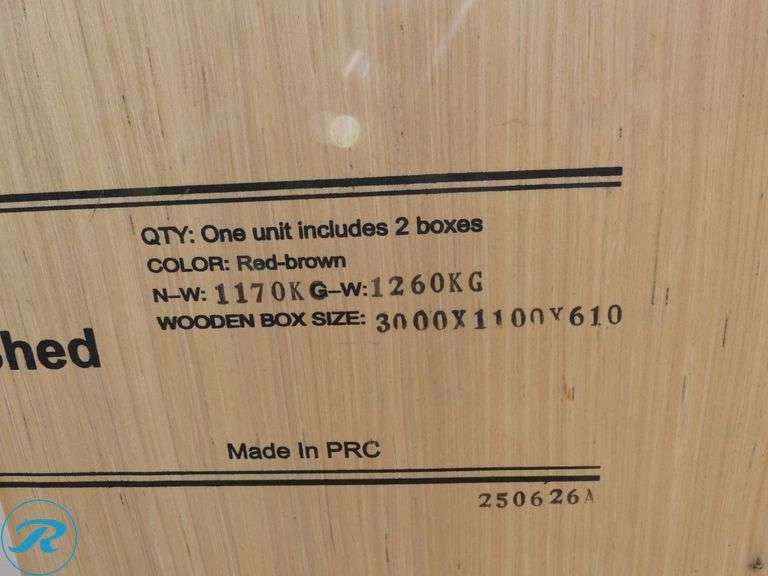 QTY: One unit includes 2 boxes
COLOR: Red-brown
N-W: 1170KG-W: 1260KG
WOODEN BOX SIZE: 3000X1100X610
hed
Made In PRC
250626A
R